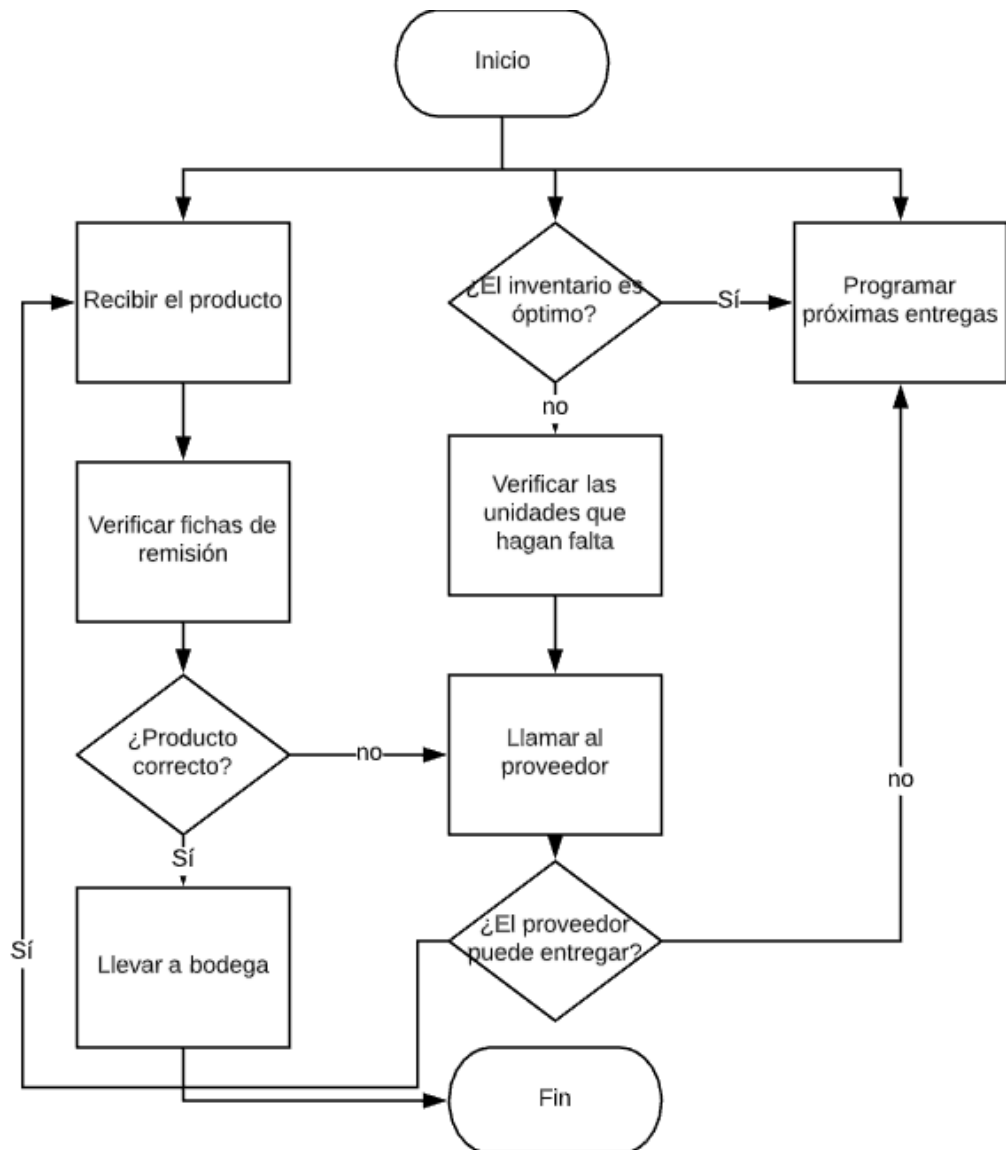 Inicio
Recibir el producto
¿El inventario es
óptimo?
Sí
Programar
próximas entregas
no
Verificar fichas de
remisión
Verificar las
unidades que
hagan falta
¿Producto
correcto?
no
Llamar al
proveedor
no
Sí
Llevar a bodega
¿El proveedor
puede entregar?
Sí
Fin